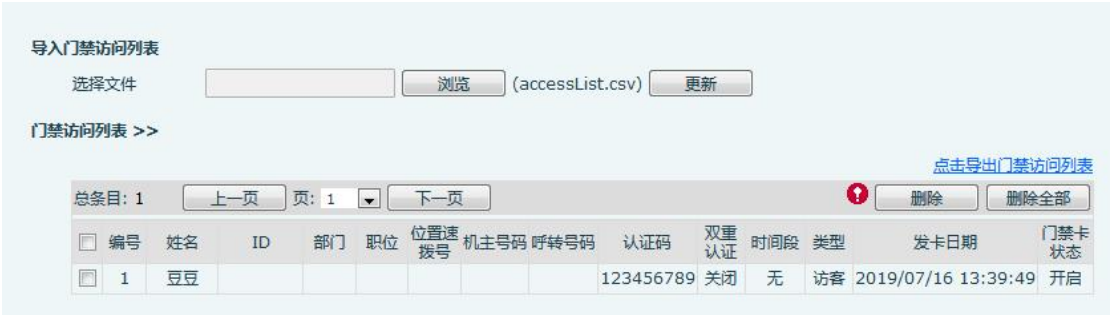 导入门禁访问列表
选择文件 浏览 (accessList.csv) 更新
门禁访问列表 >>
点击导出门禁访问列表
总条目: 1 上一页 页: 1 下一页 删除 删除全部
编号 姓名 ID 部门 职位 位置速拨号 机主号码 呼转号码 认证码 双重认证 时间段 类型 发卡日期 门禁卡状态
1 豆豆 123456789 关闭 无 访客 2019/07/16 13:39:49 开启